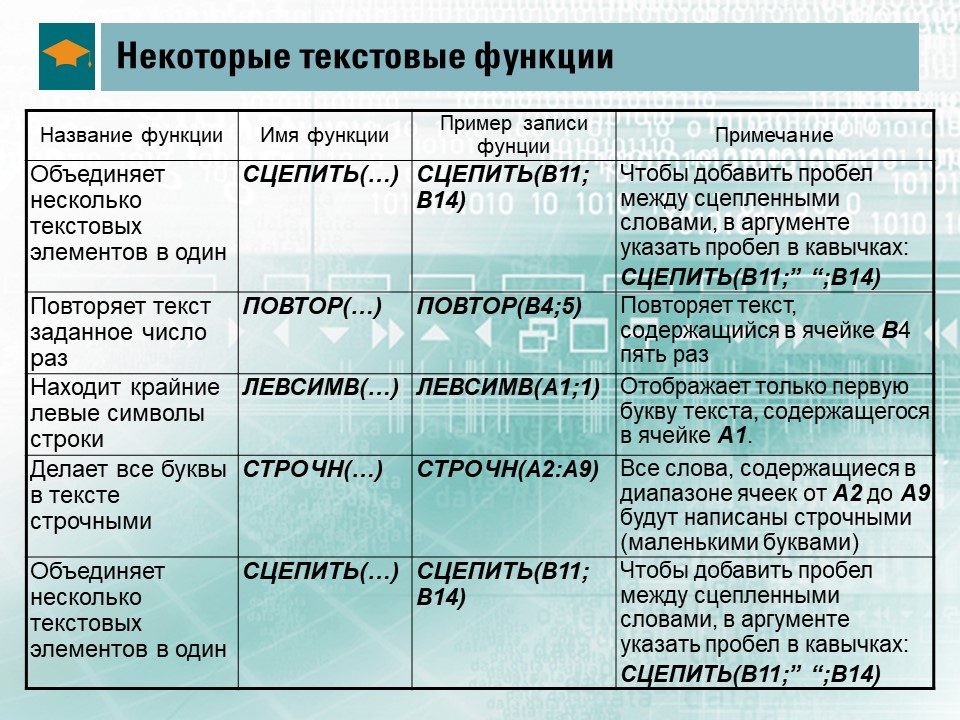 Некоторые текстовые функции
Название функции
Имя функции
Пример записи
фунции
Примечание
Объединяет
несколько
текстовых
элементов в один
СЦЕПИТЬ(…)
СЦЕПИТЬ(B11;
B14)
Чтобы добавить пробел
между сцепленными
словами, в аргументе
указать пробел в кавычках:
СЦЕПИТЬ(B11;” “;B14)
Повторяет текст
заданное число
раз
ПОВТОР(…)
ПОВТОР(B4;5)
Повторяет текст,
содержащийся в ячейке B4
пять раз
Находит крайние
левые символы
строки
ЛЕВСИМВ(…)
ЛЕВСИМВ(A1;1)
Отображает только первую
букву текста, содержащегося
в ячейке A1.
Делает все буквы
в тексте
строчными
СТРОЧН(…)
СТРОЧН(A2:A9)
Все слова, содержащиеся в
диапазоне ячеек от A2 до A9
будут написаны строчными
(маленькими буквами)
Объединяет
несколько
текстовых
элементов в один
СЦЕПИТЬ(…)
СЦЕПИТЬ(B11;
B14)
Чтобы добавить пробел
между сцепленными
словами, в аргументе
указать пробел в кавычках:
СЦЕПИТЬ(B11;” “;B14)